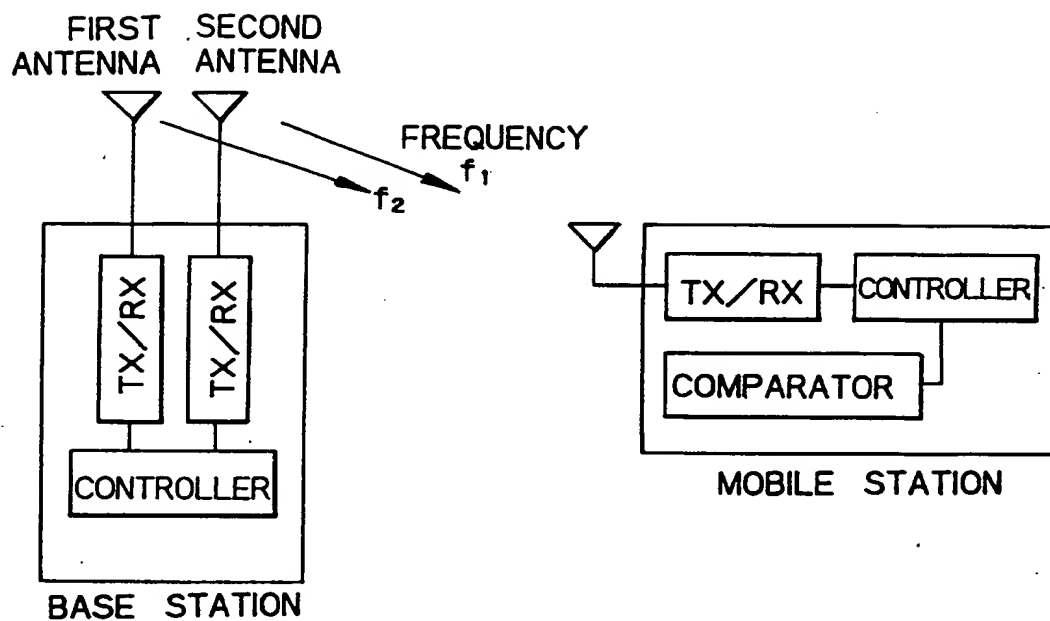 FIRST SECOND
ANTENNA ANTENNA
FREQUENCY
f₁
f₂
TX/RX
TX/RX
CONTROLLER
BASE STATION
TX/RX
CONTROLLER
COMPARATOR
MOBILE STATION